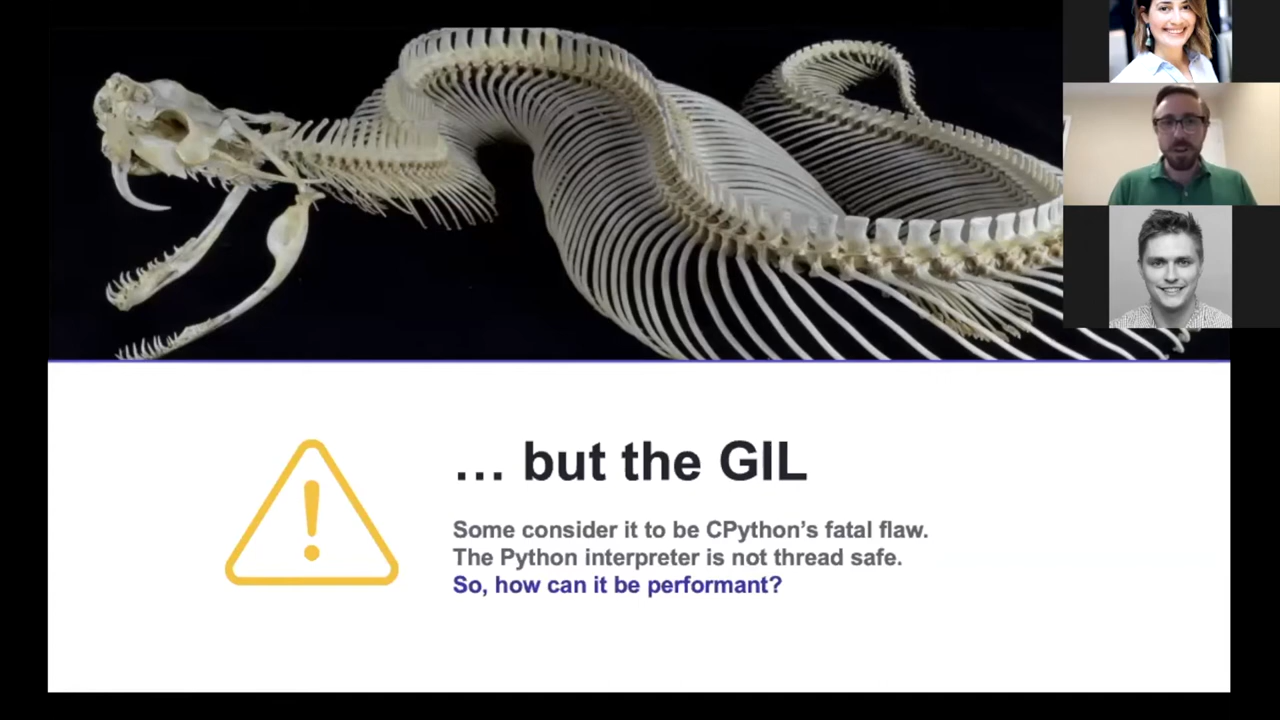 … but the GIL
Some consider it to be CPython’s fatal flaw.
The Python interpreter is not thread safe.
So, how can it be performant?